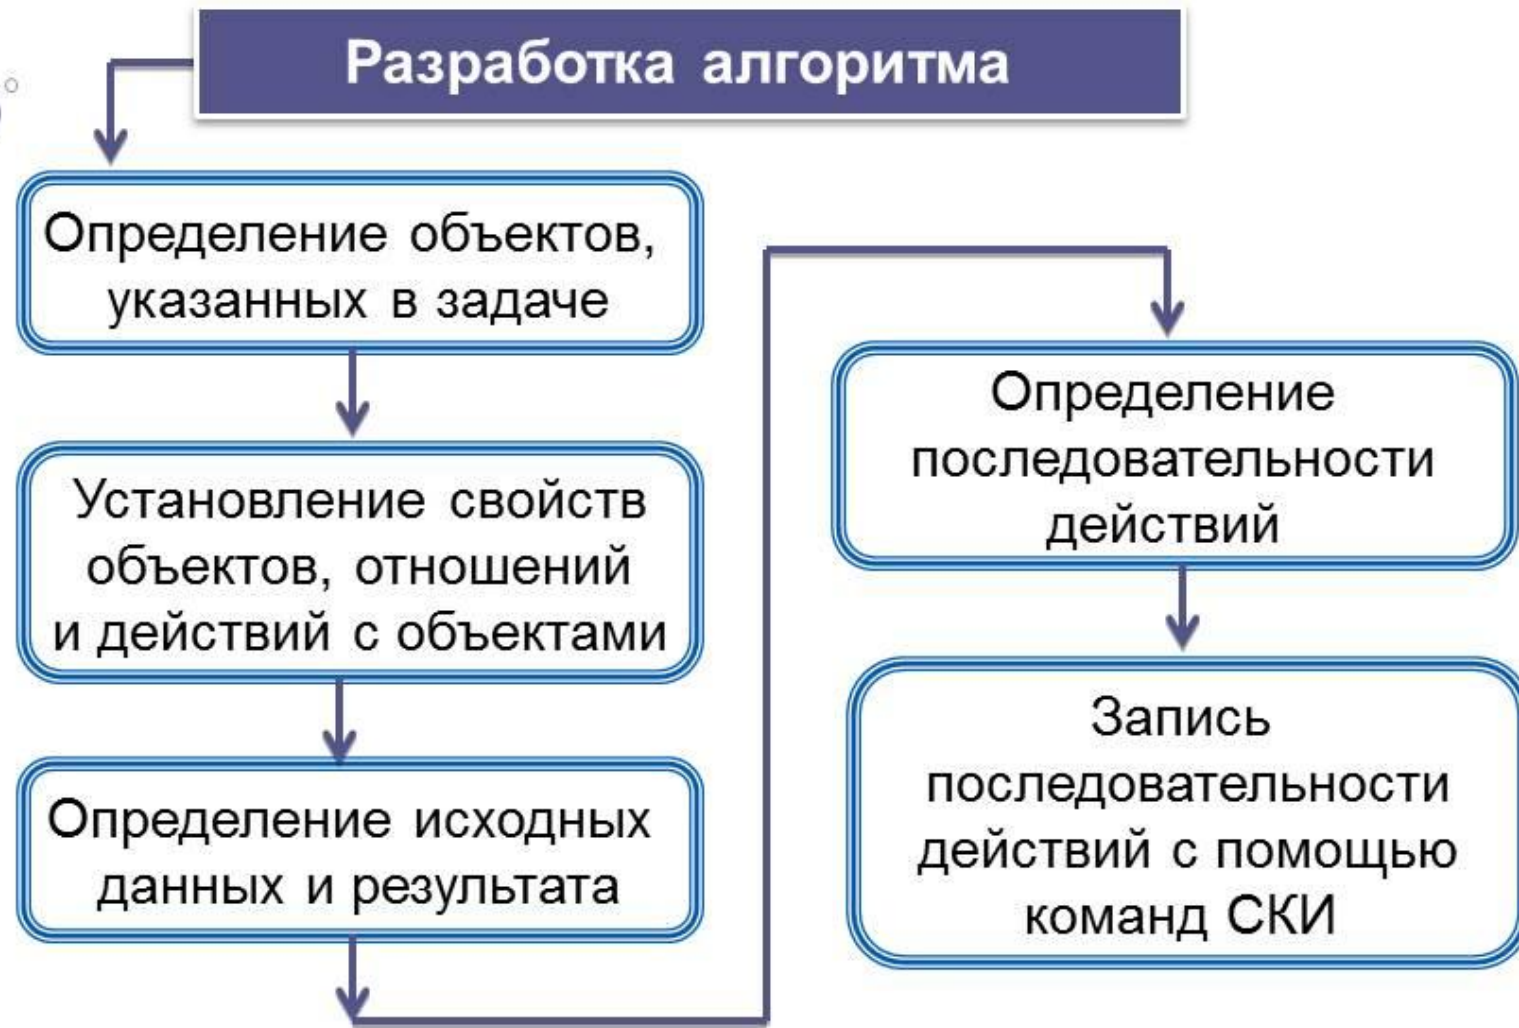 Разработка алгоритма
Определение объектов,
указанных в задаче
Установление свойств
объектов, отношений
и действий с объектами
Определение исходных
данных и результата
Определение
последовательности
действий
Запись
последовательности
действий с помощью
команд СКИ